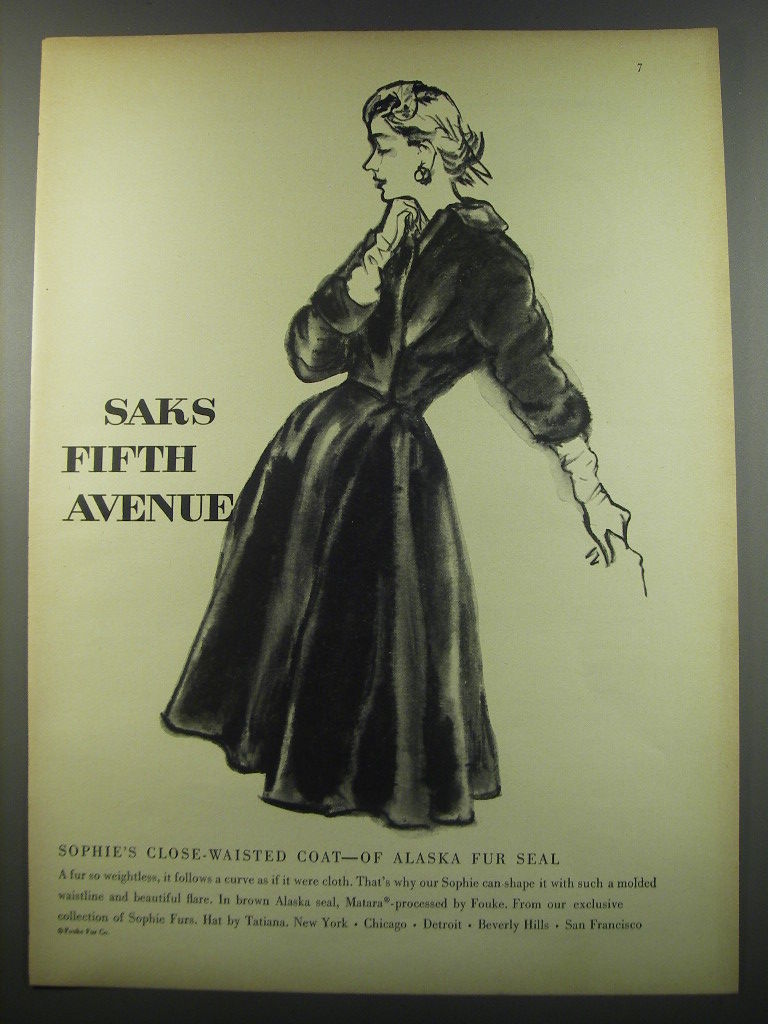 7
SAKS
FIFTH
AVENUE
SOPHIE'S CLOSE-WAISTED COAT—OF ALASKA FUR SEAL
A fur so weightless, it follows a curve as if it were cloth. That's why our Sophie can shape it with such a molded
waistline and beautiful flare. In brown Alaska seal, Matara®-processed by Fouke. From our exclusive
collection of Sophie Furs. Hat by Tatiana. New York • Chicago • Detroit • Beverly Hills • San Francisco
®Fouke Fur Co.